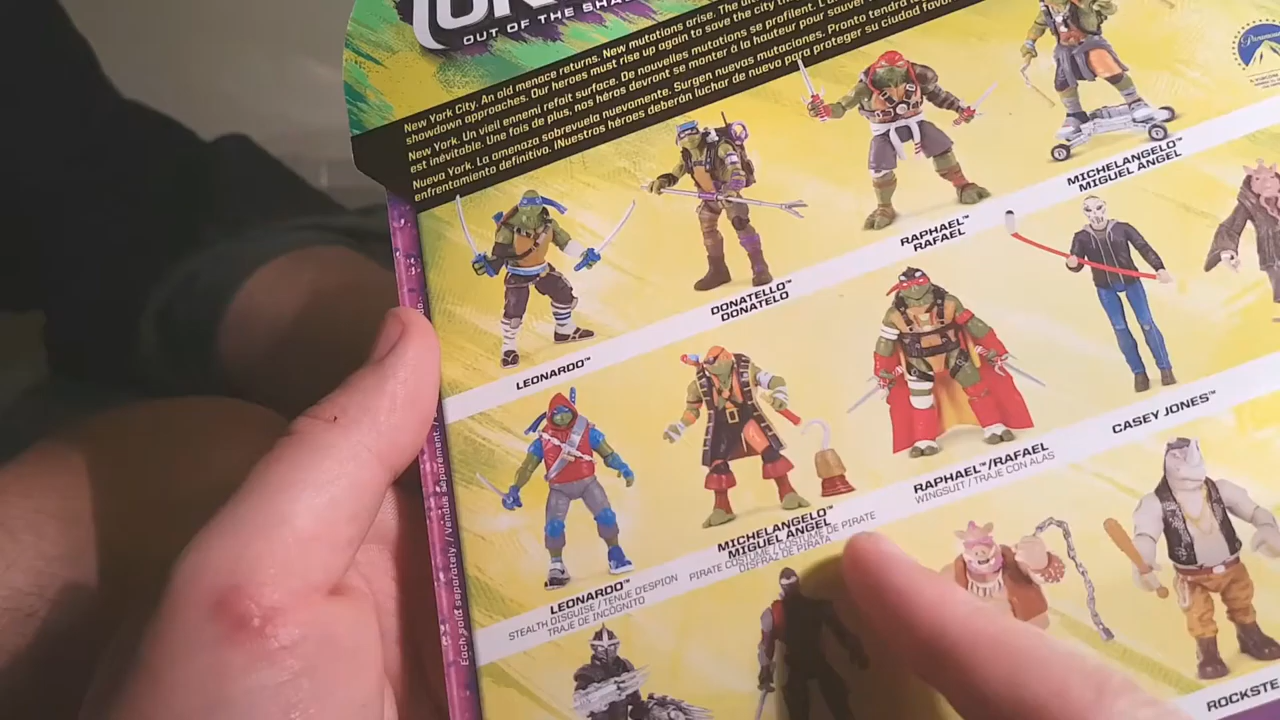 OUT OF THE SHA
New York City. An old menace returns. New mutations arise. The
showdown approaches. Our heroes must rise up again to save the city
New York. Un vieil ennemi refait surface. De nouvelles mutations se profilent.
est inévitable. Une fois de plus, nos héros devront se monter à la hauteur pour sauver
Nueva York. La amenaza sobrevuela nuevamente. Surgen nuevas mutaciones. Pronto tendrá
enfrentamiento definitivo. ¡Nuestros héroes deberán luchar de nuevo para proteger su ciudad
Paramount
MICHELANGELO™
MIGUEL ÁNGEL
RAPHAEL™
RAFAEL
DONATELLO™
DONATELO
LEONARDO™
CASEY JONES™
RAPHAEL™/RAFAEL
WINGSUIT / TRAJE CON ALAS
MICHELANGELO™
MIGUEL ÁNGEL
PIRATE COSTUME / COSTUME DE PIRATE
DISFRAZ DE PIRATA
LEONARDO™
STEALTH DISGUISE / TENUE D'ESPION
TRAJE DE INCÓGNITO
ROCKSTE
Each sold separately. / Vendus séparément. /